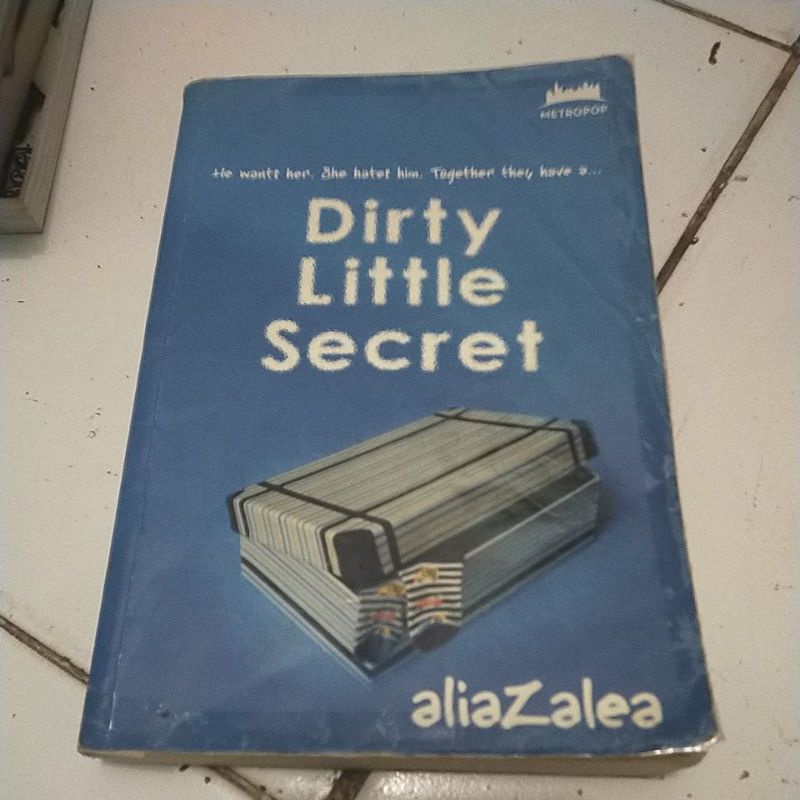 METROPOP
He wants her. She hates him. Together they have a...
Dirty
Little
Secret
aliaZalea